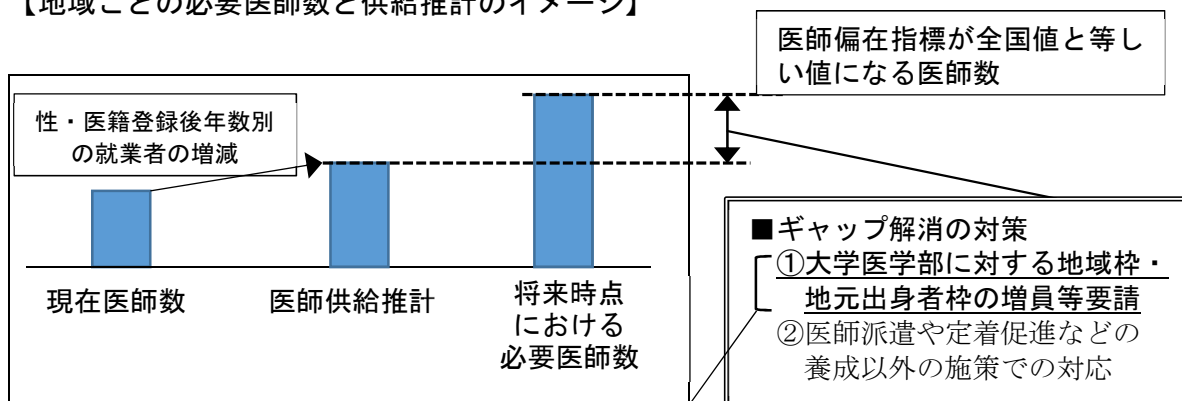 【地域ごとの必要医師数と供給推計のイメージ】
医師偏在指標が全国値と等し
い値になる医師数
性・医籍登録後年数別
の就業者の増減
現在医師数
医師供給推計
将来時点
における
必要医師数
■ギャップ解消の対策
①大学医学部に対する地域枠・
地元出身者枠の増員等要請
②医師派遣や定着促進などの
養成以外の施策での対応